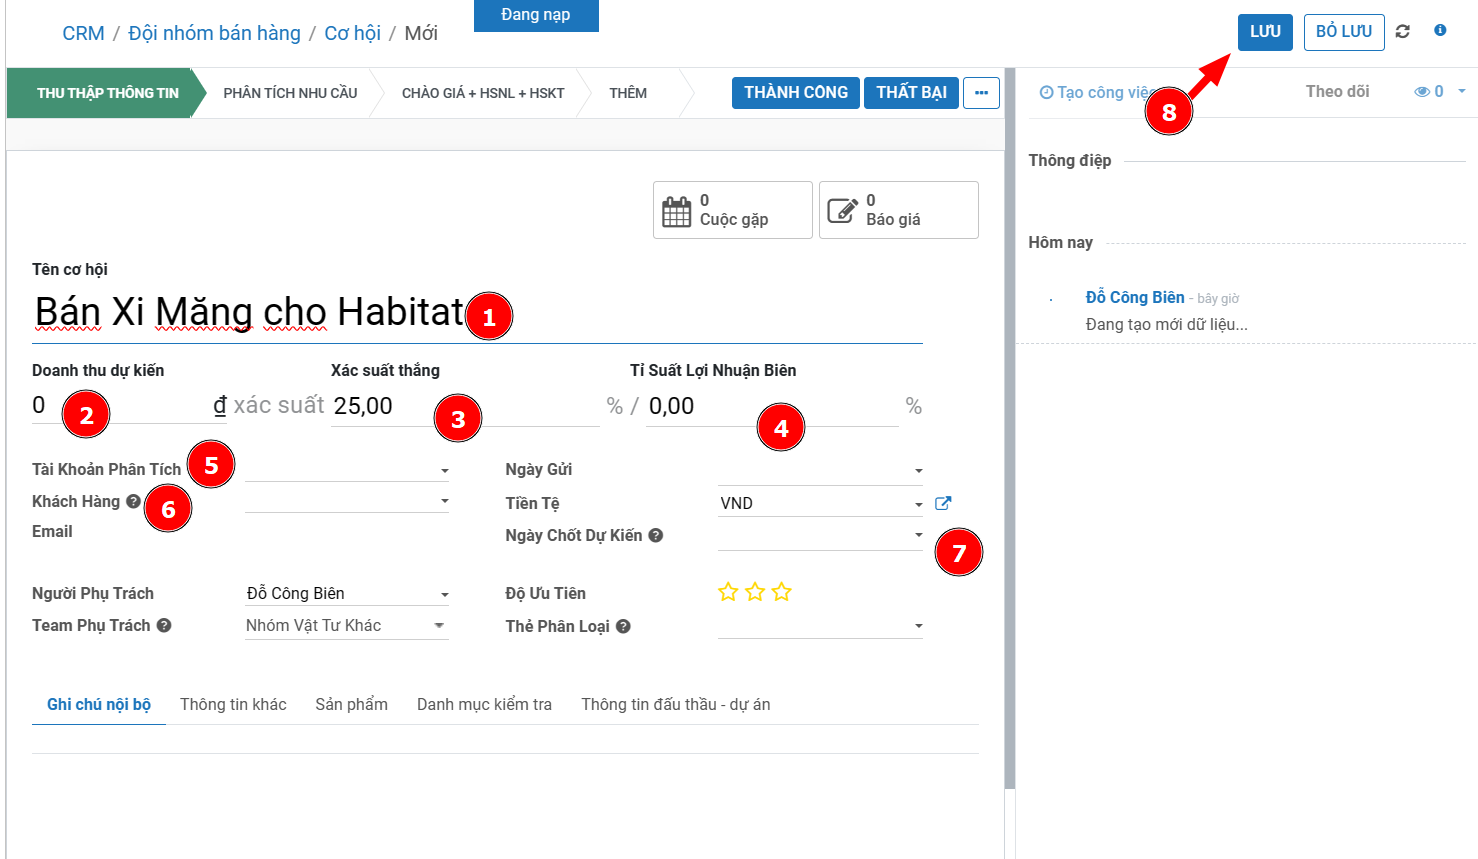 Đang nạp
CRM / Đội nhóm bán hàng / Cơ hội / Mới
LƯU
BỎ LƯU
THU THẬP THÔNG TIN
PHÂN TÍCH NHU CẦU
CHÀO GIÁ + HSNL + HSKT
THÊM
THÀNH CÔNG
THẤT BẠI
Tạo công việc
8
Theo dõi
0
Thông điệp
0
Cuộc gặp
0
Báo giá
Hôm nay
Đỗ Công Biên - bây giờ
Đang tạo mới dữ liệu...
Tên cơ hội
Bán Xi Măng cho Habitat
1
Doanh thu dự kiến
Xác suất thắng
Tỉ Suất Lợi Nhuận Biên
0
2
₫ xác suất
25,00
3
% /
0,00
4
%
Tài Khoản Phân Tích
5
Ngày Gửi
Khách Hàng
6
Tiền Tệ
VND
Email
Ngày Chốt Dự Kiến
7
Người Phụ Trách
Đỗ Công Biên
Độ Ưu Tiên
Team Phụ Trách
Nhóm Vật Tư Khác
Thẻ Phân Loại
Ghi chú nội bộ
Thông tin khác
Sản phẩm
Danh mục kiểm tra
Thông tin đấu thầu - dự án